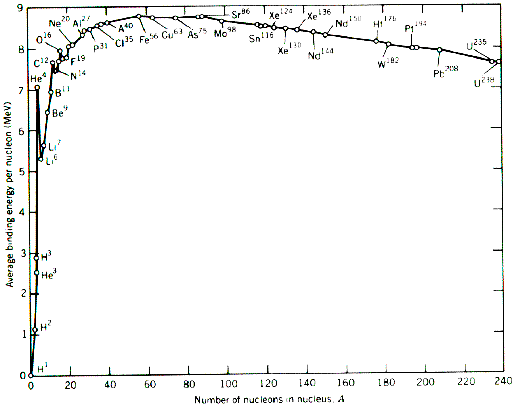 Average binding energy per nucleon (MeV)
9
8
7
6
5
4
3
2
1
0
Ne²⁰
Al²⁷
O¹⁶
C¹²
He⁴
P³¹
Cl³⁵
A⁴⁰
F¹⁹
N¹⁴
B¹¹
Be⁹
Li⁷
Li⁶
H³
He³
H²
H¹
Fe⁵⁶
Cu⁶³
As⁷⁵
Sr⁸⁶
Mo⁹⁸
Sn¹¹⁶
Xe¹²⁴
Xe¹³⁰
Xe¹³⁶
Nd¹⁴⁴
Nd¹⁵⁰
Hf¹⁷⁶
W¹⁸²
Pt¹⁹⁴
Pb²⁰⁸
U²³⁵
U²³⁸
0 20 40 60 80 100 120 140 160 180 200 220 240
Number of nucleons in nucleus, A